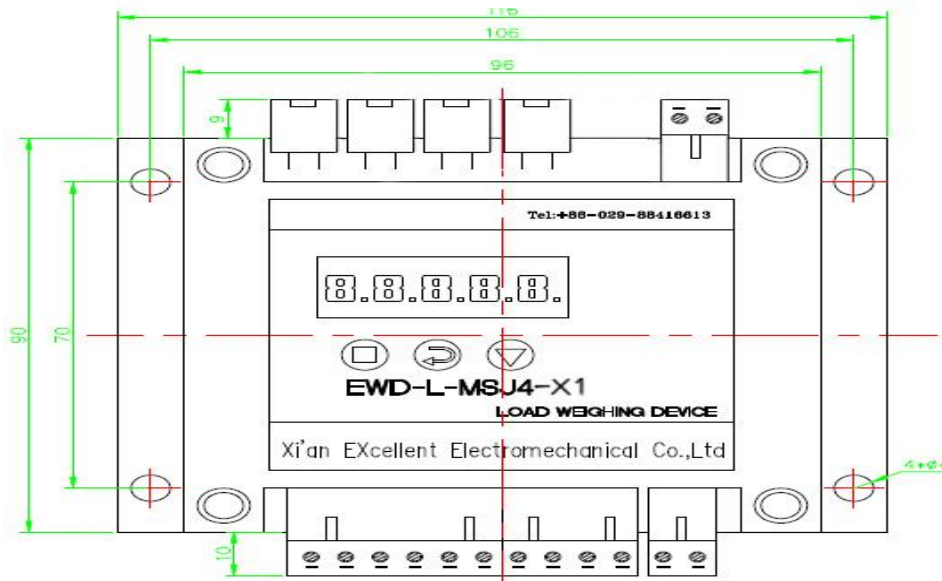 106
96
9
Tel:+86-029-88416613
8.8.8.8.8.
90
70
EWD-L-MSJ4-X1
LOAD WEIGHING DEVICE
Xi'an EXcellent Electromechanical Co.,Ltd
10